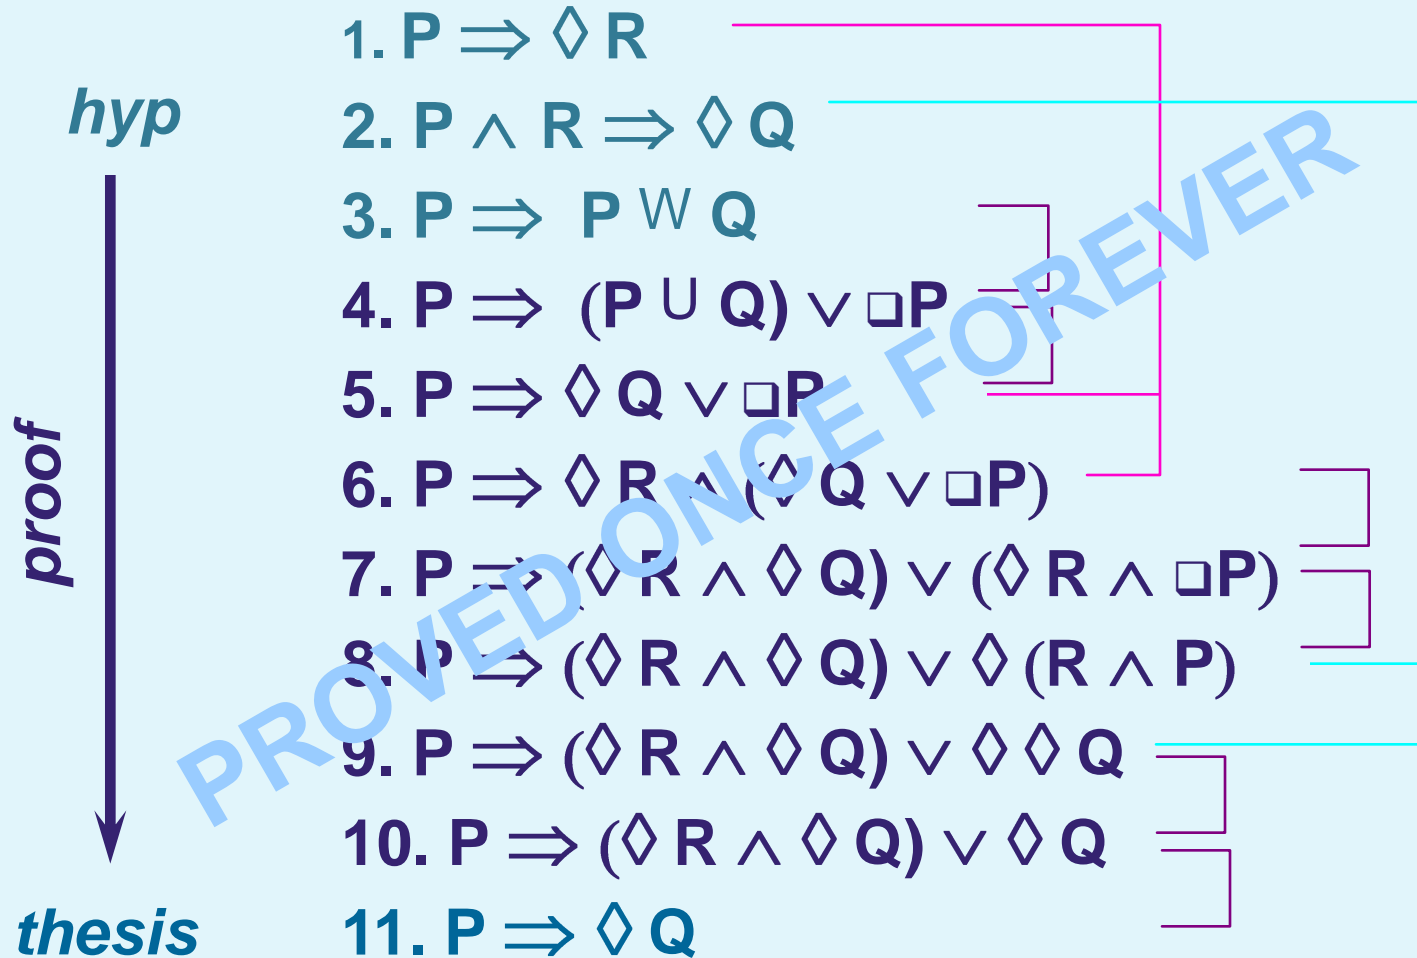 1. P ⇒ ◊ R
hyp
2. P ∧ R ⇒ ◊ Q
3. P ⇒ P W Q
4. P ⇒ (P U Q) ∨ □P
5. P ⇒ ◊ Q ∨ □P
proof
6. P ⇒ ◊ R ∧ (◊ Q ∨ □P)
7. P ⇒ (◊ R ∧ ◊ Q) ∨ (◊ R ∧ □P)
8. P ⇒ (◊ R ∧ ◊ Q) ∨ ◊ (R ∧ P)
9. P ⇒ (◊ R ∧ ◊ Q) ∨ ◊ ◊ Q
10. P ⇒ (◊ R ∧ ◊ Q) ∨ ◊ Q
thesis
11. P ⇒ ◊ Q
PROVED ONCE FOREVER